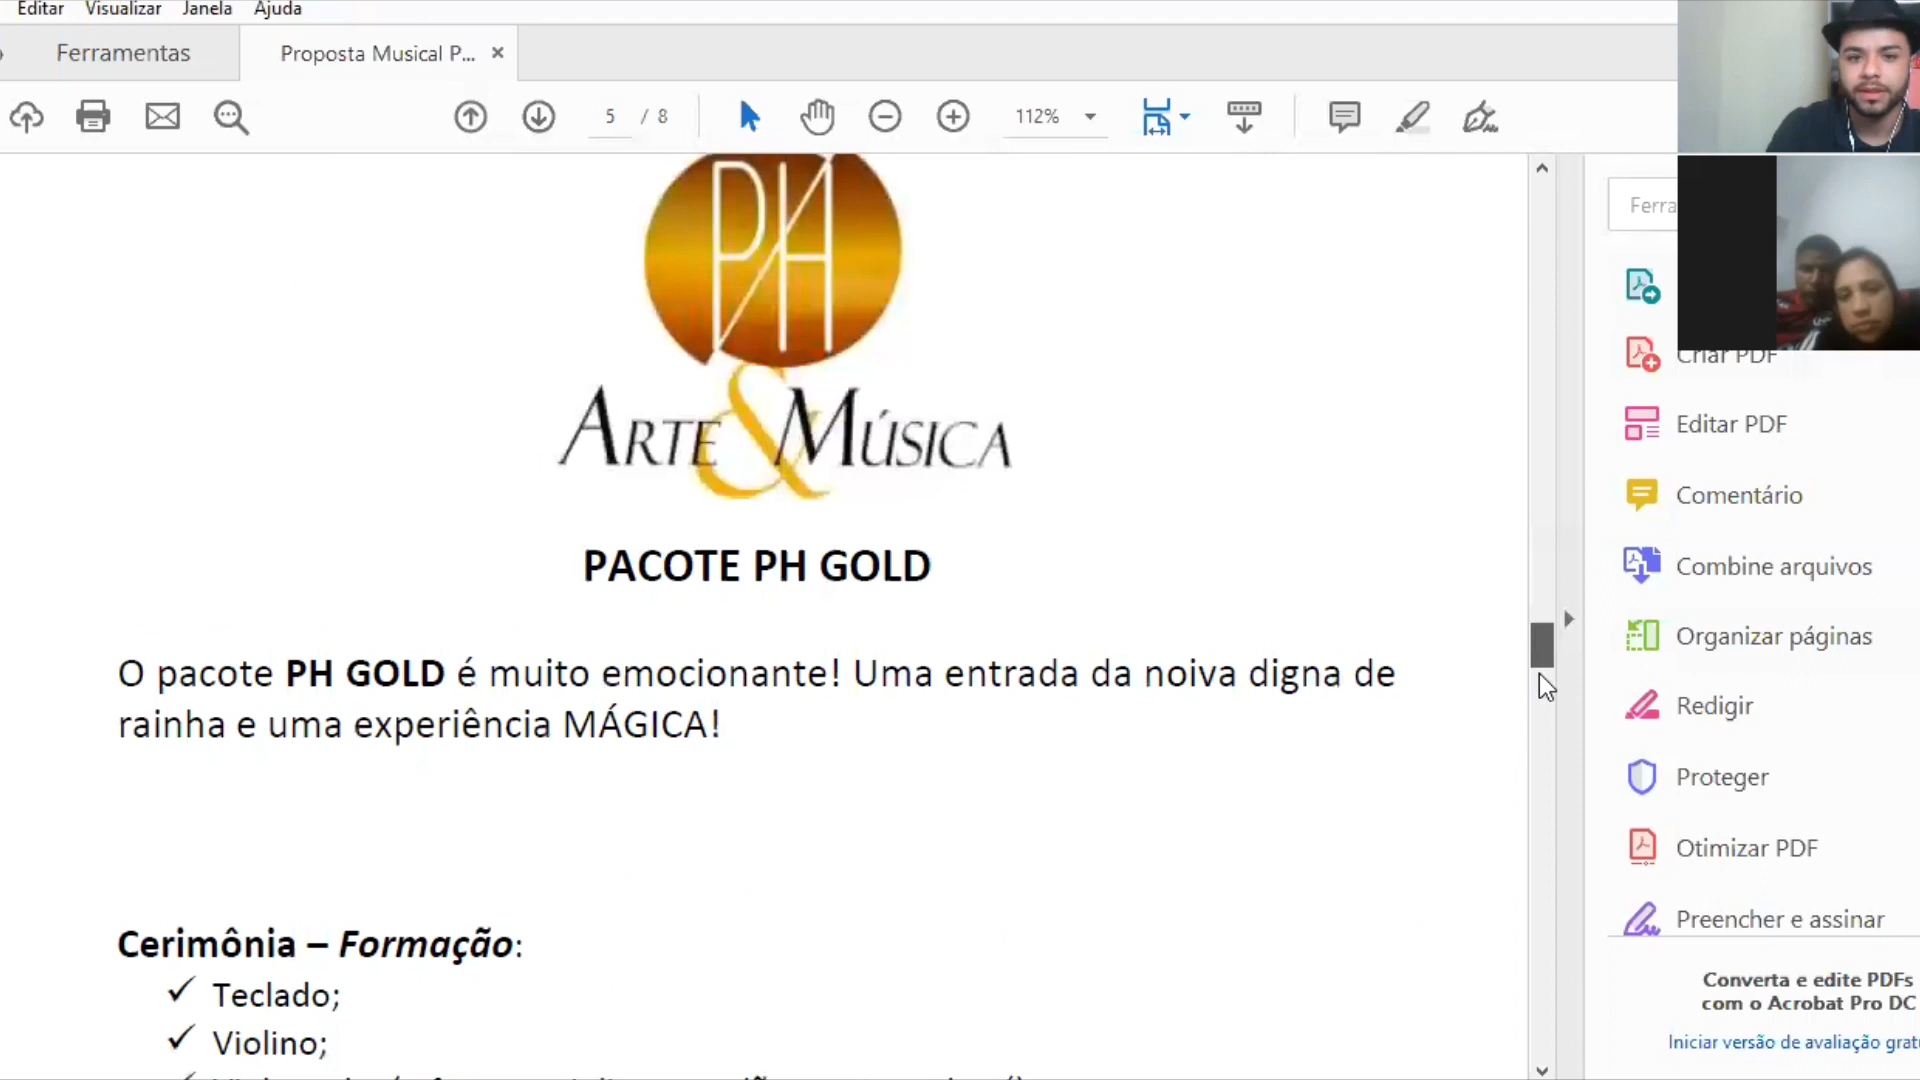 Editar Visualizar Janela Ajuda
Ferramentas
Proposta Musical P... ×
5 / 8
112%
PH
ARTE & MÚSICA
PACOTE PH GOLD
O pacote PH GOLD é muito emocionante! Uma entrada da noiva digna de
rainha e uma experiência MÁGICA!
Cerimônia – Formação:
✓ Teclado;
✓ Violino;
Ferra
Criar PDF
Editar PDF
Comentário
Combine arquivos
Organizar páginas
Redigir
Proteger
Otimizar PDF
Preencher e assinar
Converta e edite PDFs
com o Acrobat Pro DC
Iniciar versão de avaliação grat